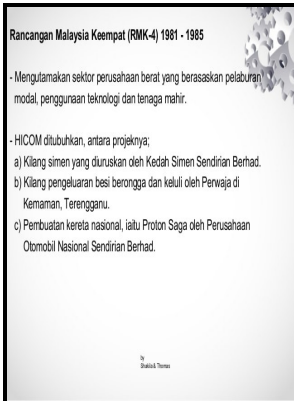 Rancangan Malaysia Keempat (RMK-4) 1981 - 1985
- Mengutamakan sektor perusahaan berat yang berasaskan pelaburan
modal, penggunaan teknologi dan tenaga mahir.
- HICOM ditubuhkan, antara projeknya;
a) Kilang simen yang diuruskan oleh Kedah Simen Sendirian Berhad.
b) Kilang pengeluaran besi berongga dan keluli oleh Perwaja di
Kemaman, Terengganu.
c) Pembuatan kereta nasional, iaitu Proton Saga oleh Perusahaan
Otomobil Nasional Sendirian Berhad.
by
Shakila & Thomas